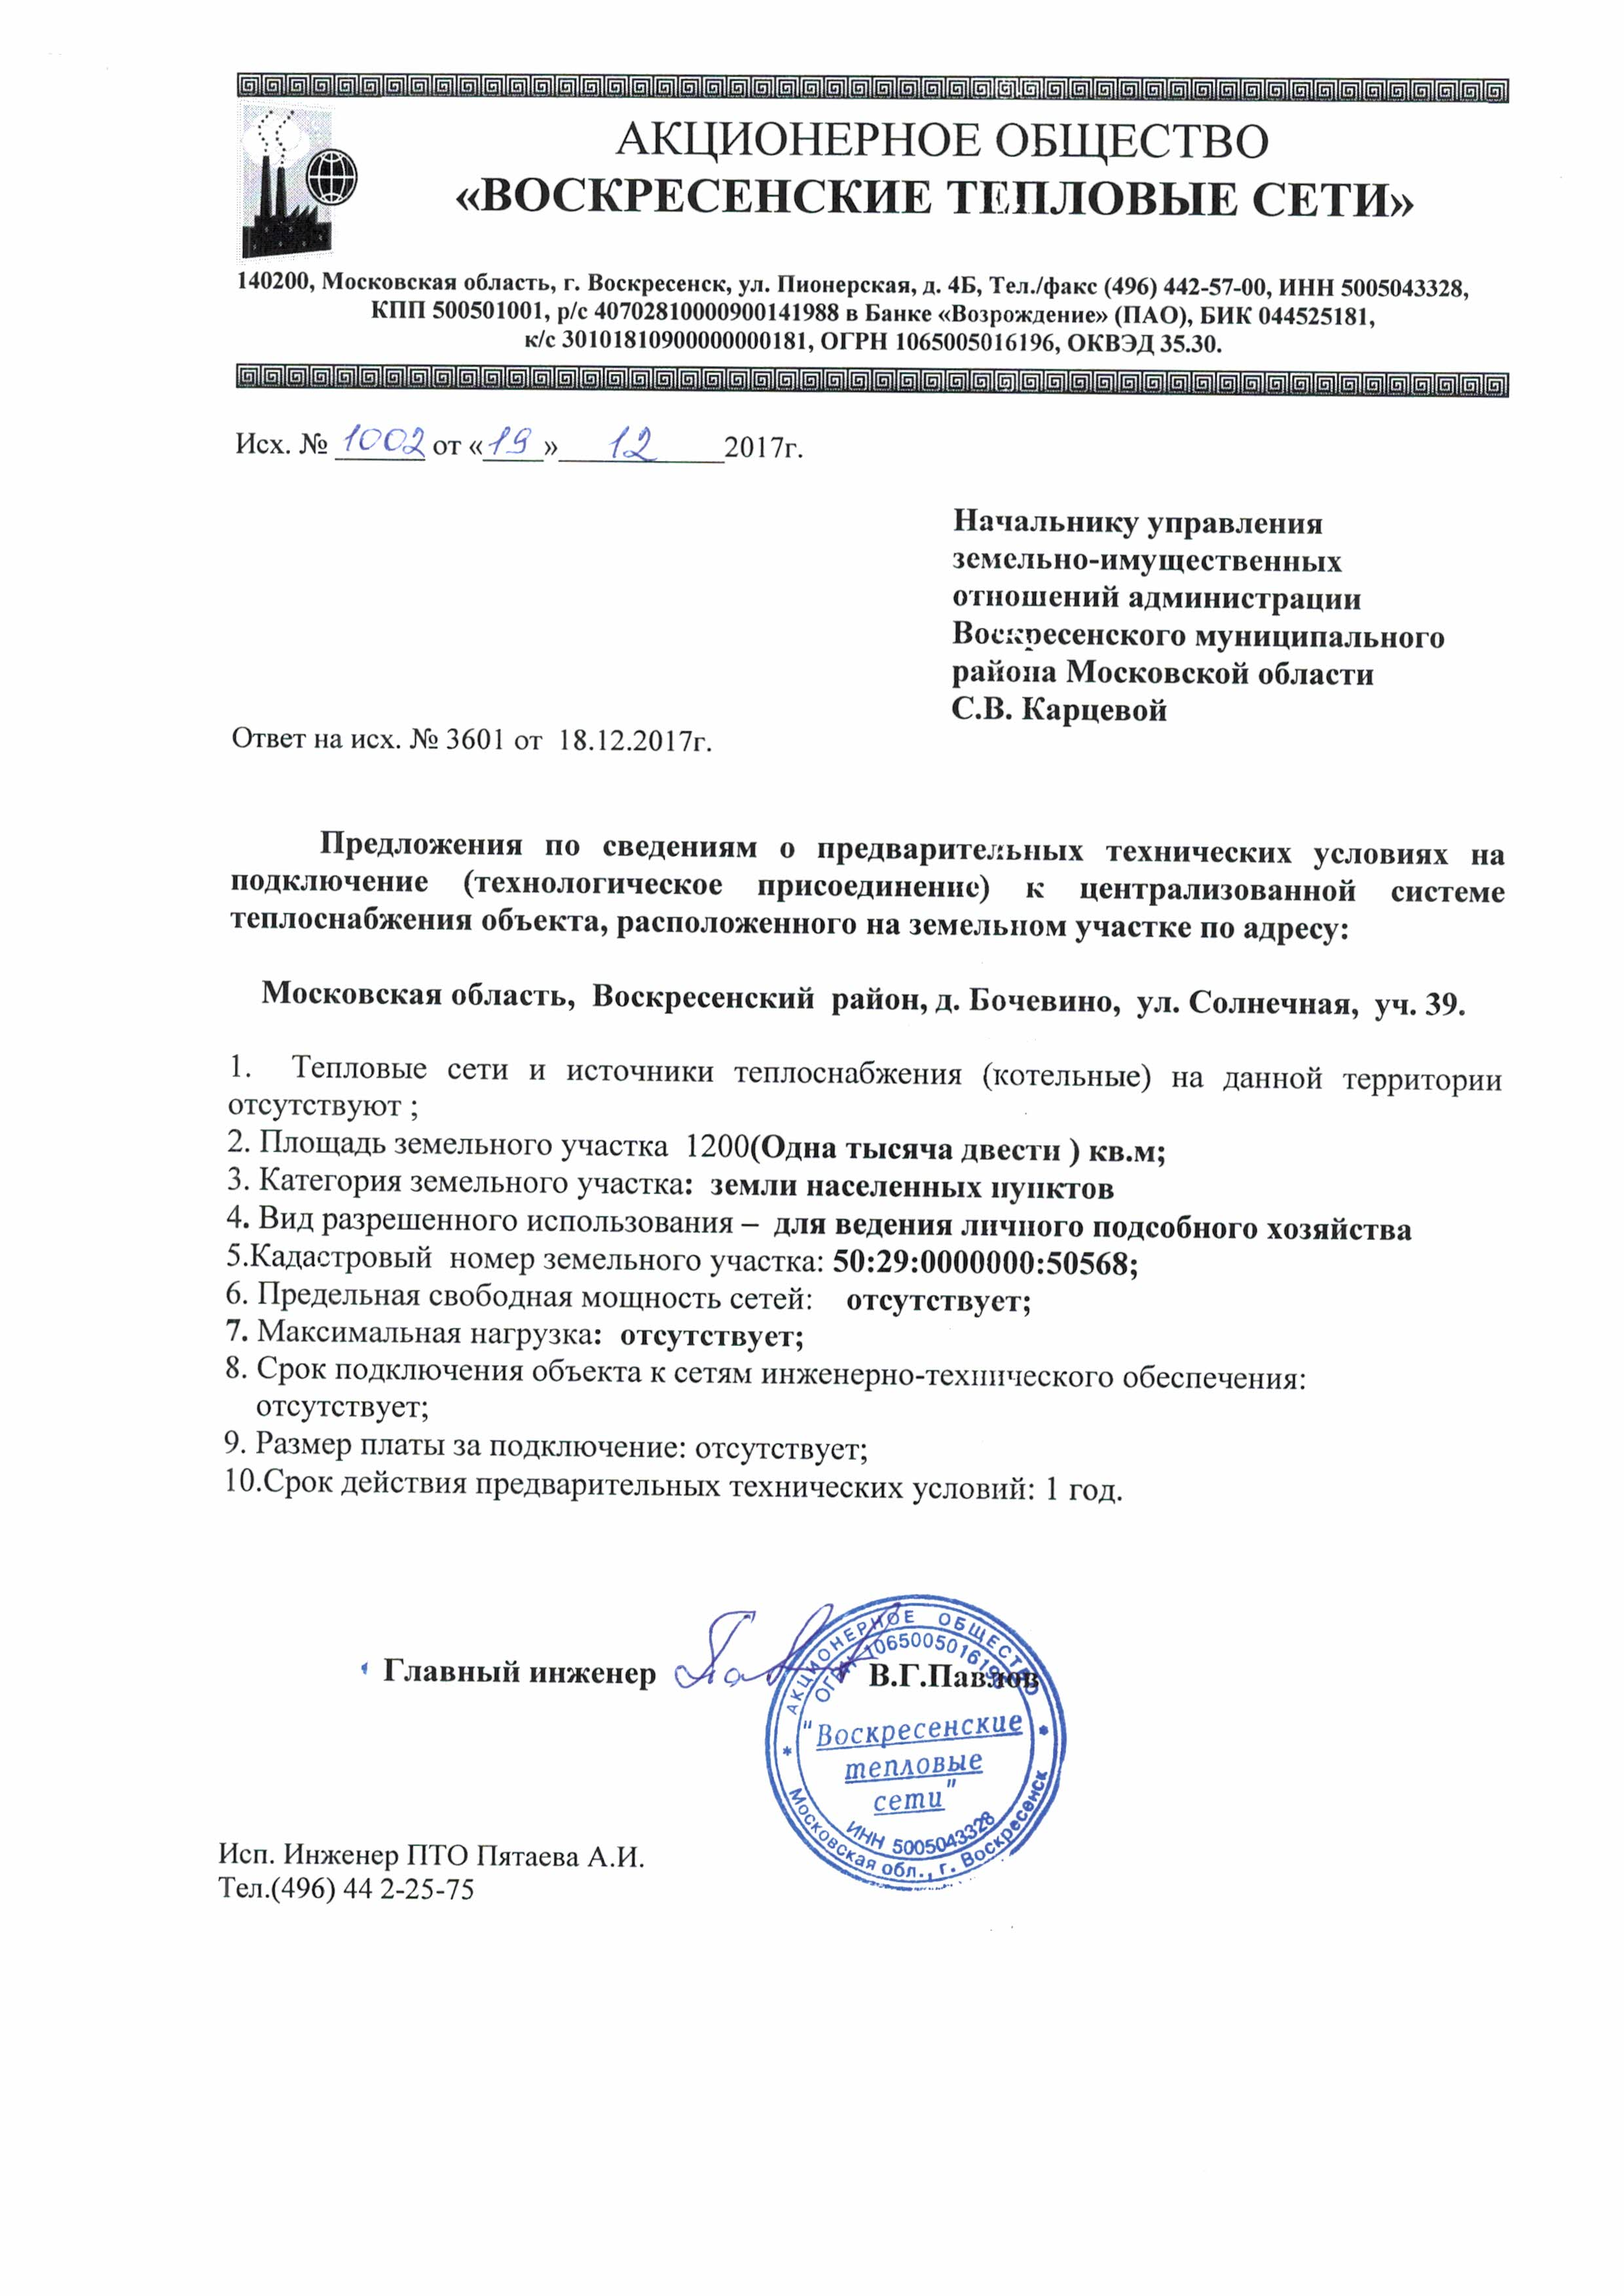 АКЦИОНЕРНОЕ ОБЩЕСТВО
«ВОСКРЕСЕНСКИЕ ТЕПЛОВЫЕ СЕТИ»
140200, Московская область, г. Воскресенск, ул. Пионерская, д. 4Б, Тел./факс (496) 442-57-00, ИНН 5005043328,
КПП 500501001, р/с 40702810000900141988 в Банке «Возрождение» (ПАО), БИК 044525181,
к/с 30101810900000000181, ОГРН 1065005016196, ОКВЭД 35.30.
Исх. № 1002 от «19» 12 2017г.
Начальнику управления
земельно-имущественных
отношений администрации
Воскресенского муниципального
района Московской области
С.В. Карцевой
Ответ на исх. № 3601 от 18.12.2017г.
Предложения по сведениям о предварительных технических условиях на
подключение (технологическое присоединение) к централизованной системе
теплоснабжения объекта, расположенного на земельном участке по адресу:
Московская область, Воскресенский район, д. Бочевино, ул. Солнечная, уч. 39.
1. Тепловые сети и источники теплоснабжения (котельные) на данной территории
отсутствуют ;
2. Площадь земельного участка 1200(Одна тысяча двести ) кв.м;
3. Категория земельного участка: земли населенных пунктов
4. Вид разрешенного использования – для ведения личного подсобного хозяйства
5.Кадастровый номер земельного участка: 50:29:0000000:50568;
6. Предельная свободная мощность сетей: отсутствует;
7. Максимальная нагрузка: отсутствует;
8. Срок подключения объекта к сетям инженерно-технического обеспечения:
отсутствует;
9. Размер платы за подключение: отсутствует;
10.Срок действия предварительных технических условий: 1 год.
Главный инженер В.Г.Павлов
АКЦИОНЕРНОЕ ОБЩЕСТВО
ОГРН 1065005016196
"Воскресенские
тепловые
сети"
ИНН 5005043328
Московская обл., г. Воскресенск
Исп. Инженер ПТО Пятаева А.И.
Тел.(496) 44 2-25-75